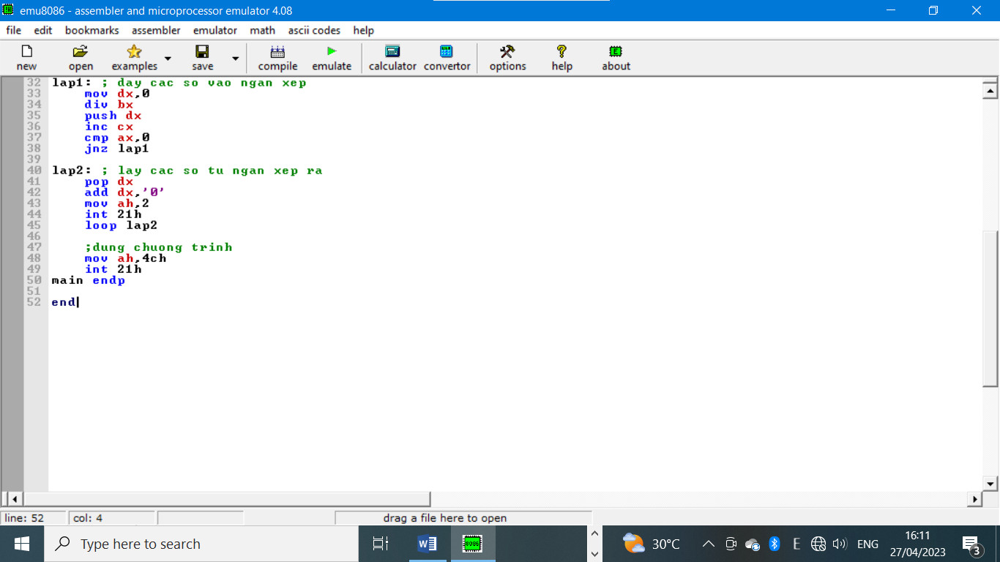 emu8086 - assembler and microprocessor emulator 4.08
file edit bookmarks assembler emulator math ascii codes help
new open examples save compile emulate calculator convertor options help about
32 lap1: ; day cac so vao ngan xep
33 mov dx,0
34 div bx
35 push dx
36 inc cx
37 cmp ax,0
38 jnz lap1
39
40 lap2: ; lay cac so tu ngan xep ra
41 pop dx
42 add dx,'0'
43 mov ah,2
44 int 21h
45 loop lap2
46
47 ;dung chuong trinh
48 mov ah,4ch
49 int 21h
50 main endp
51
52 end
line: 52 col: 4 drag a file here to open
Type here to search 30°C ENG 16:11
27/04/2023 3